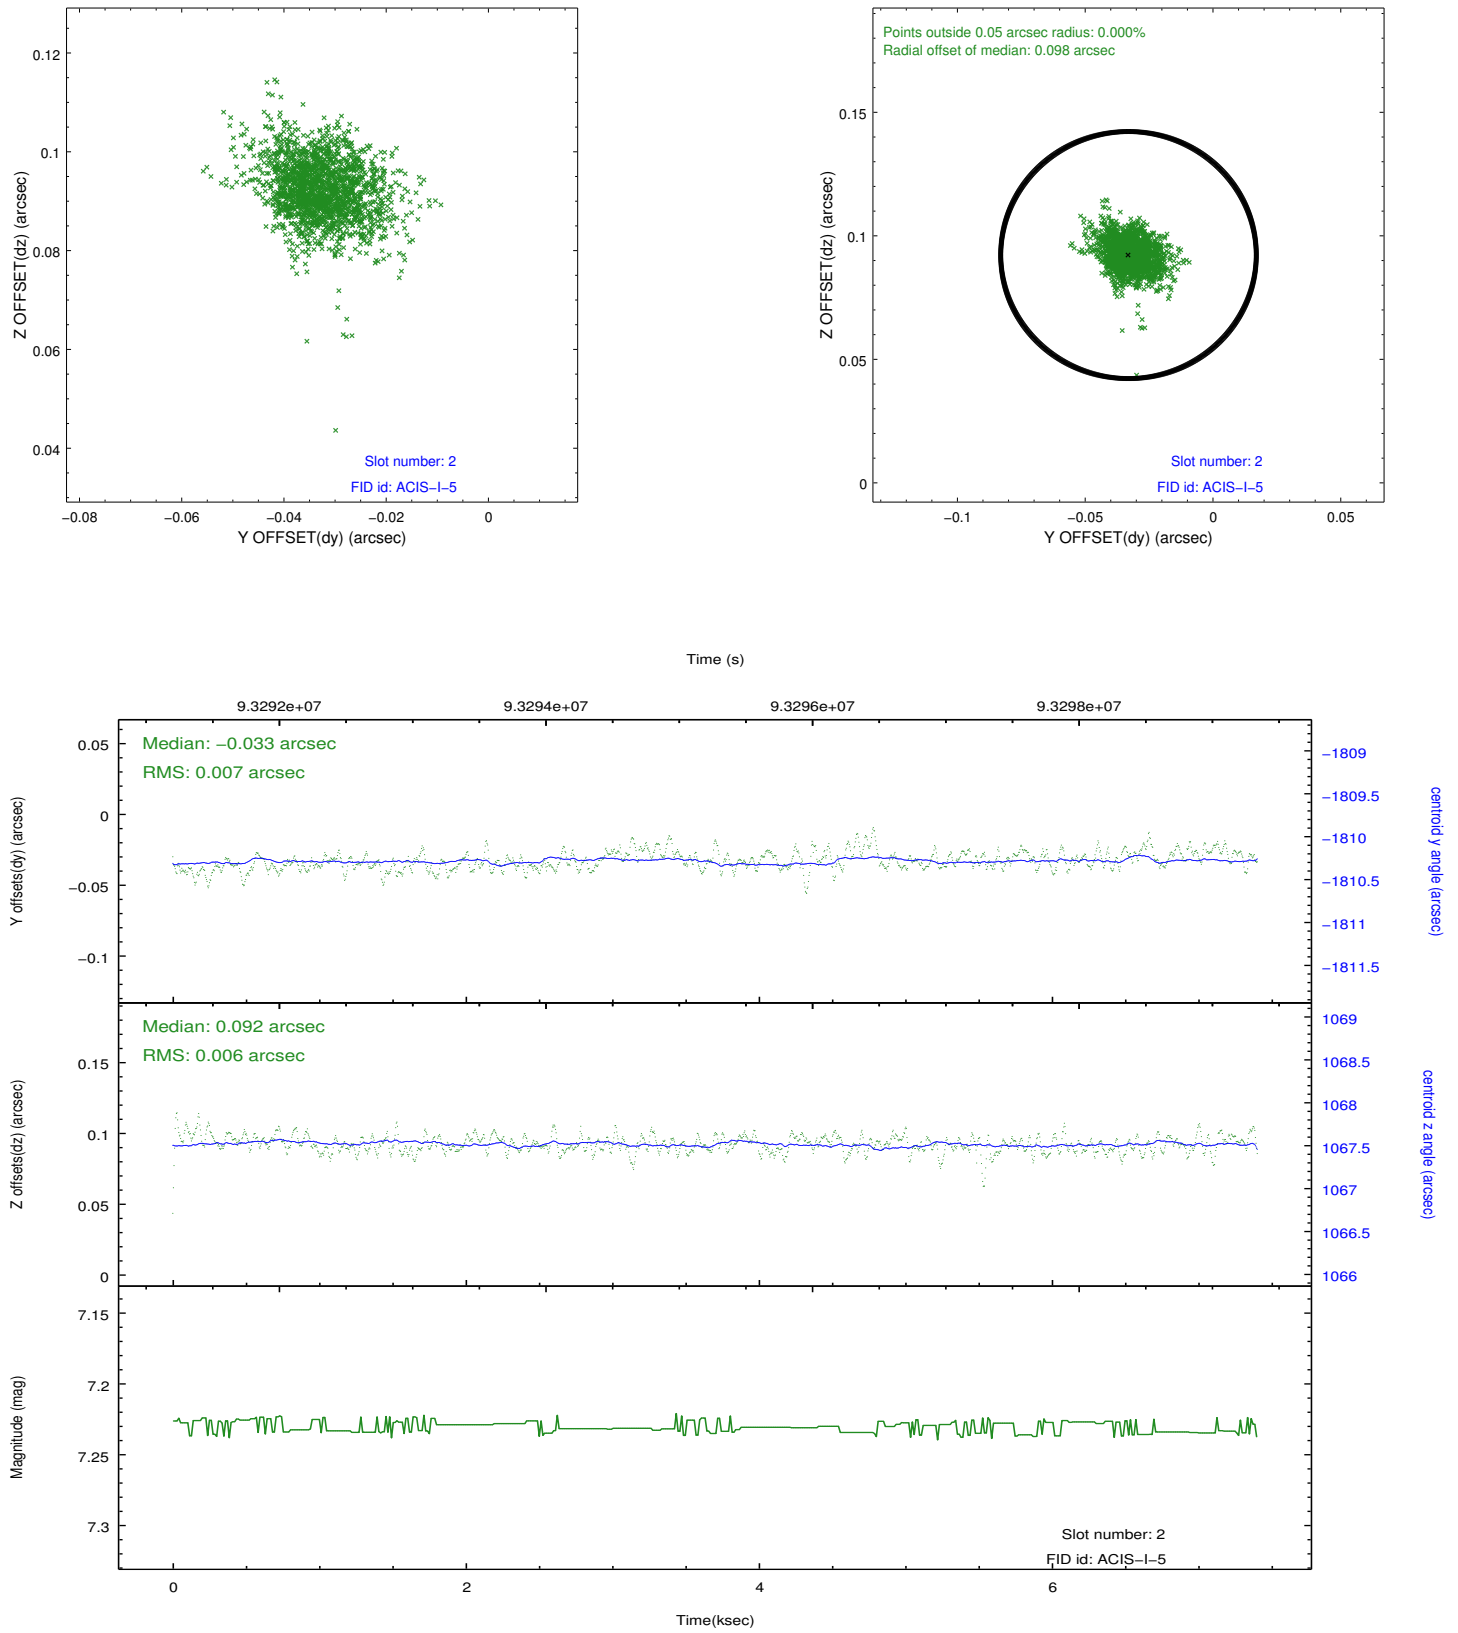 0.12
0.1
0.08
0.06
0.04
Z OFFSET(dz) (arcsec)
Slot number: 2
FID id: ACIS−I−5
−0.08
−0.06
−0.04
−0.02
0
Y OFFSET(dy) (arcsec)
Points outside 0.05 arcsec radius: 0.000%
Radial offset of median: 0.098 arcsec
0.15
0.1
0.05
0
Z OFFSET(dz) (arcsec)
Slot number: 2
FID id: ACIS−I−5
−0.1
−0.05
0
0.05
Y OFFSET(dy) (arcsec)
Time (s)
9.3292e+07
9.3294e+07
9.3296e+07
9.3298e+07
Median: −0.033 arcsec
RMS: 0.007 arcsec
0.05
0
−0.05
−0.1
Y offsets(dy) (arcsec)
−1809
−1809.5
−1810
−1810.5
−1811
−1811.5
centroid y angle (arcsec)
Median: 0.092 arcsec
RMS: 0.006 arcsec
0.15
0.1
0.05
0
Z offsets(dz) (arcsec)
1069
1068.5
1068
1067.5
1067
1066.5
1066
centroid z angle (arcsec)
7.15
7.2
7.25
7.3
Magnitude (mag)
Slot number: 2
FID id: ACIS−I−5
0
2
4
6
Time(ksec)